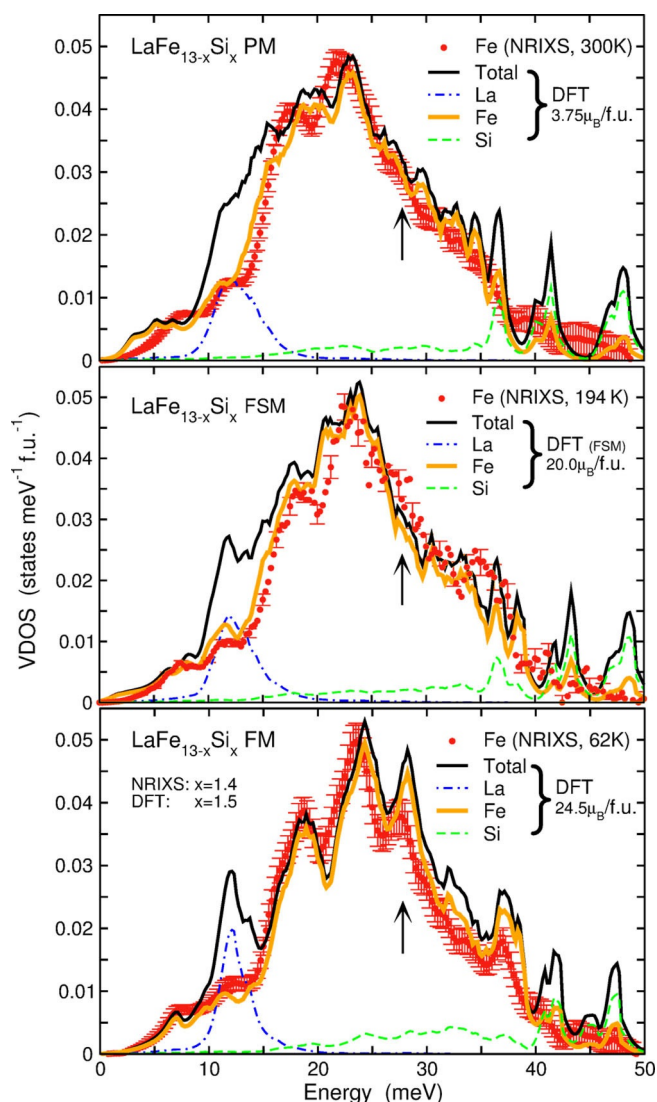 LaFe13-xSix PM
Fe (NRIXS, 300K)
Total
La
Fe
Si
DFT
3.75μB/f.u.
0.05
0.04
0.03
0.02
0.01
0
LaFe13-xSix FSM
Fe (NRIXS, 194 K)
Total
La
Fe
Si
DFT (FSM)
20.0μB/f.u.
0.05
0.04
0.03
0.02
0.01
0
VDOS (states meV-1 f.u.-1)
LaFe13-xSix FM
NRIXS: x=1.4
DFT: x=1.5
Fe (NRIXS, 62K)
Total
La
Fe
Si
DFT
24.5μB/f.u.
0.05
0.04
0.03
0.02
0.01
0
0 10 20 30 40 50
Energy (meV)